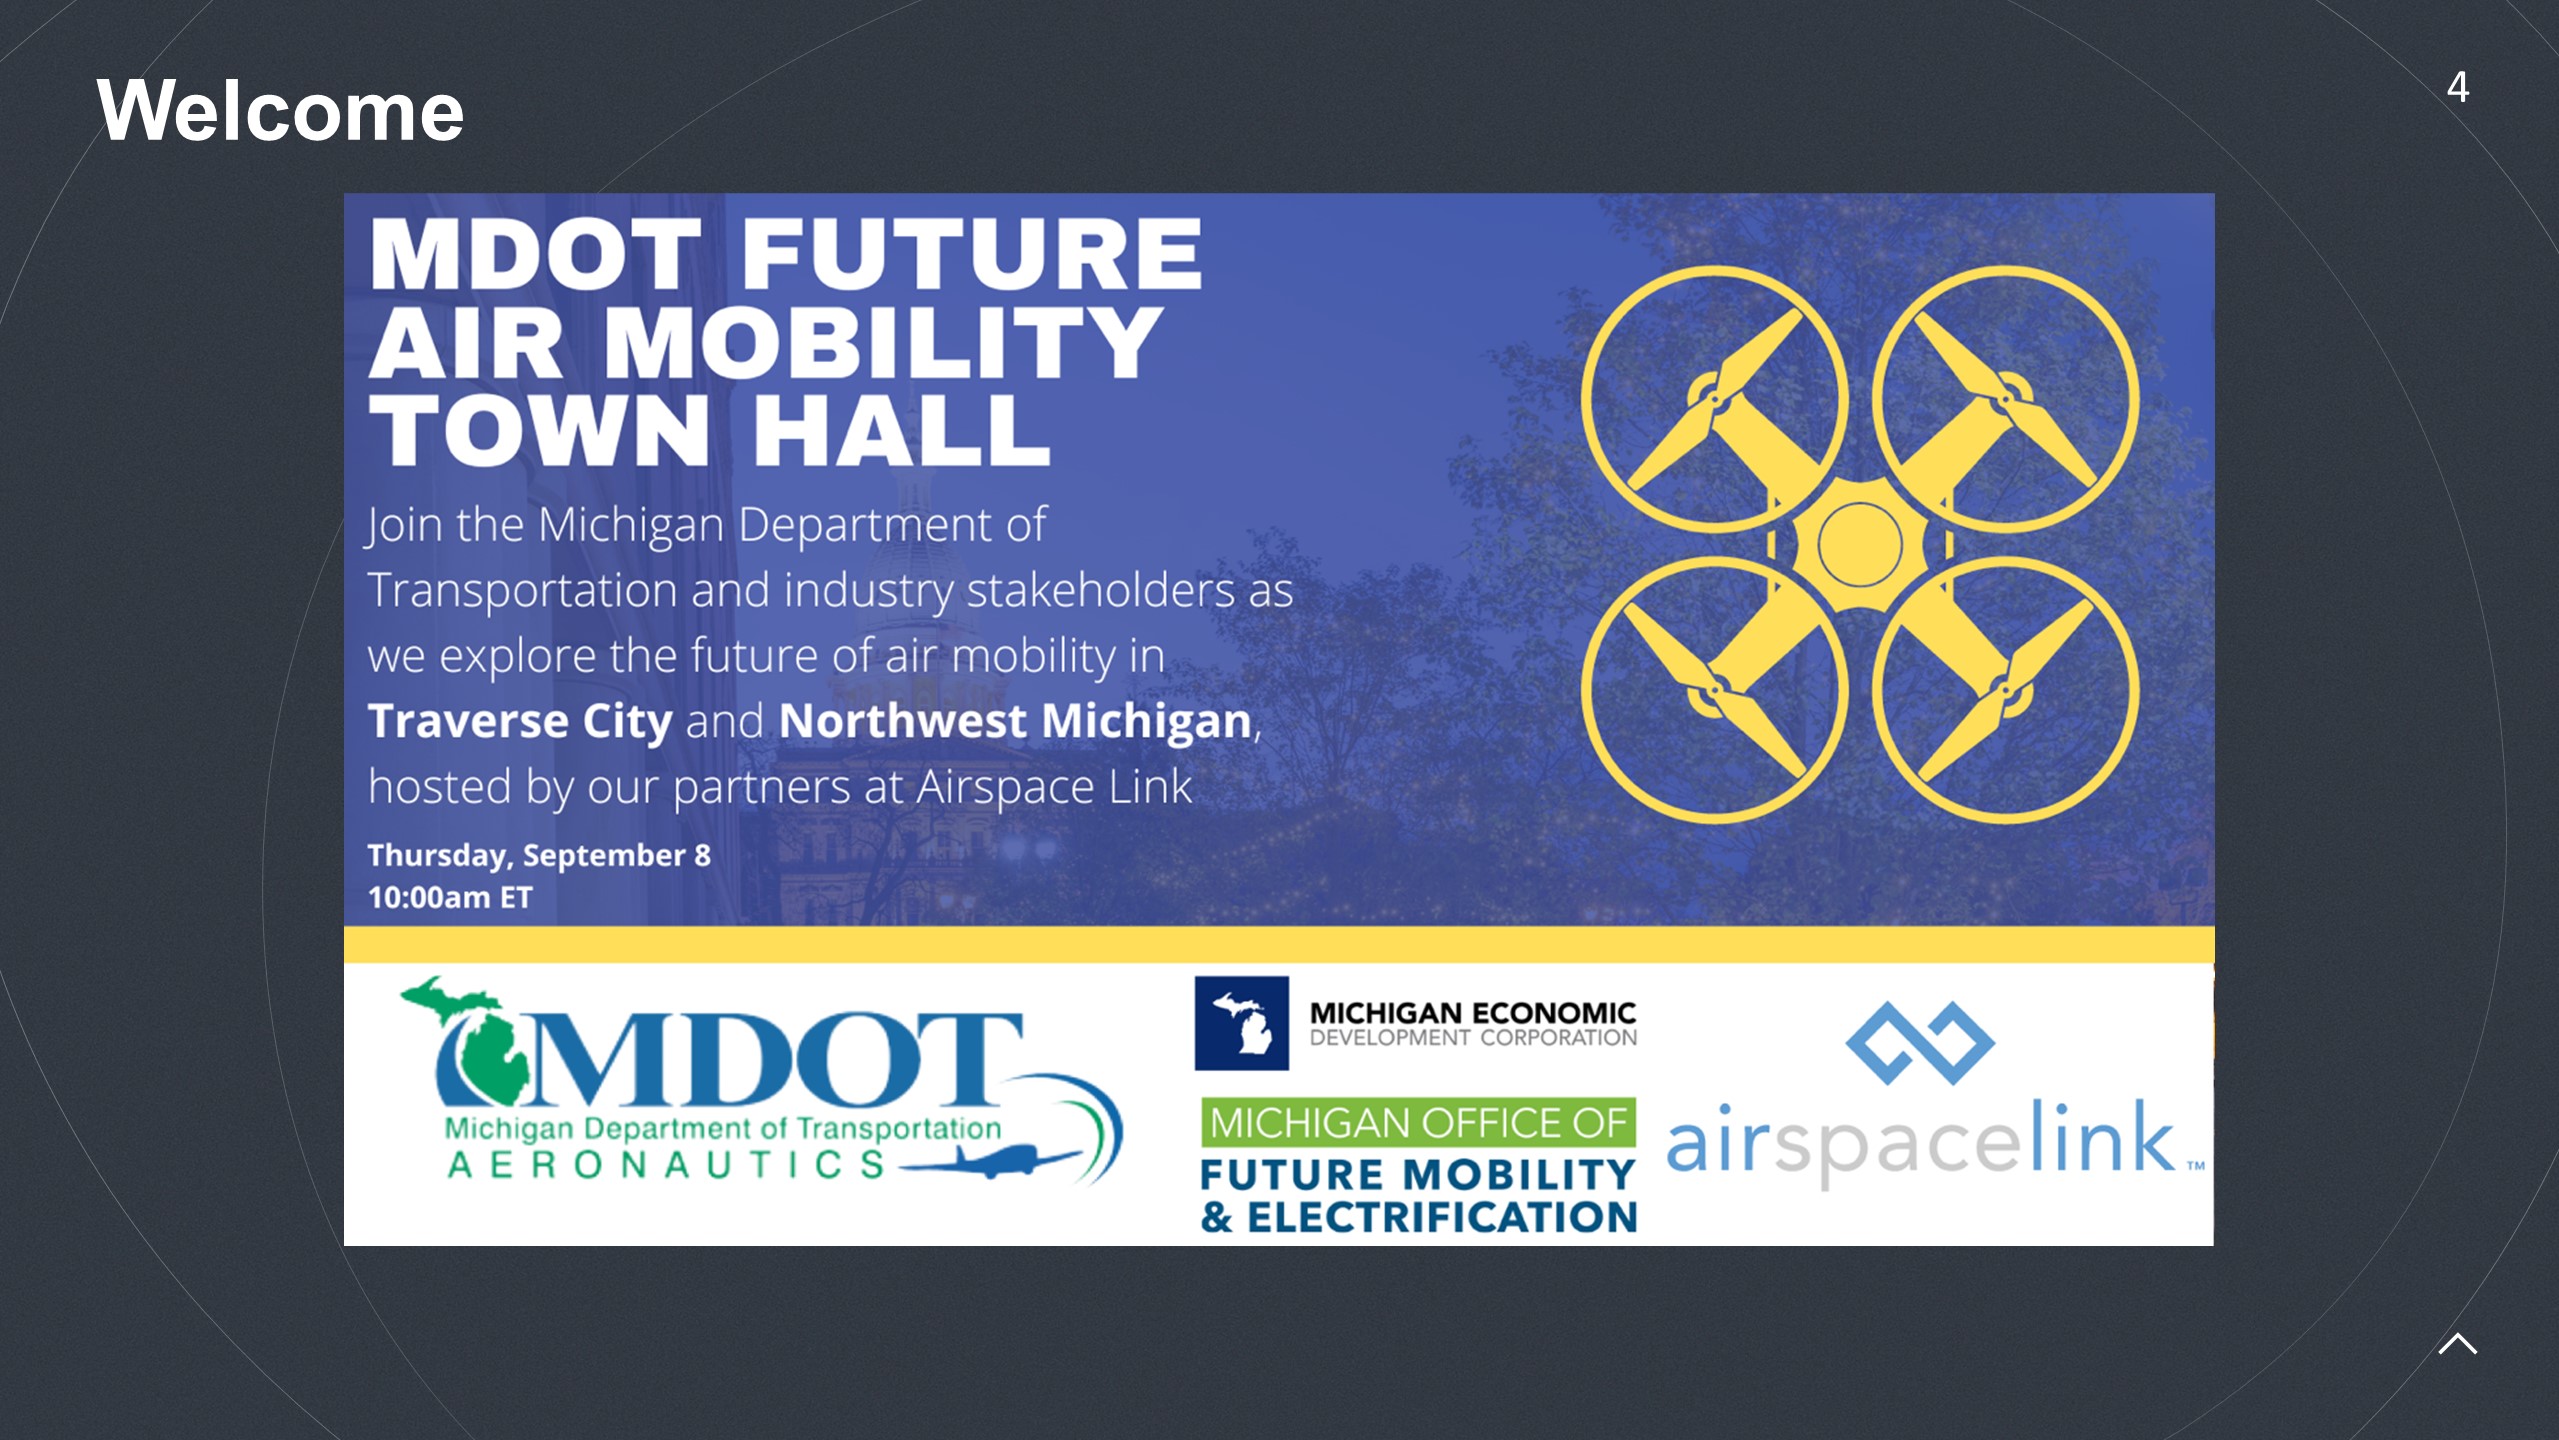 Welcome
4
MDOT FUTURE
AIR MOBILITY
TOWN HALL
Join the Michigan Department of
Transportation and industry stakeholders as
we explore the future of air mobility in
Traverse City and Northwest Michigan,
hosted by our partners at Airspace Link
Thursday, September 8
10:00am ET
MDOT
Michigan Department of Transportation
AERONAUTICS
MICHIGAN ECONOMIC
DEVELOPMENT CORPORATION
MICHIGAN OFFICE OF
FUTURE MOBILITY
& ELECTRIFICATION
airspacelink™